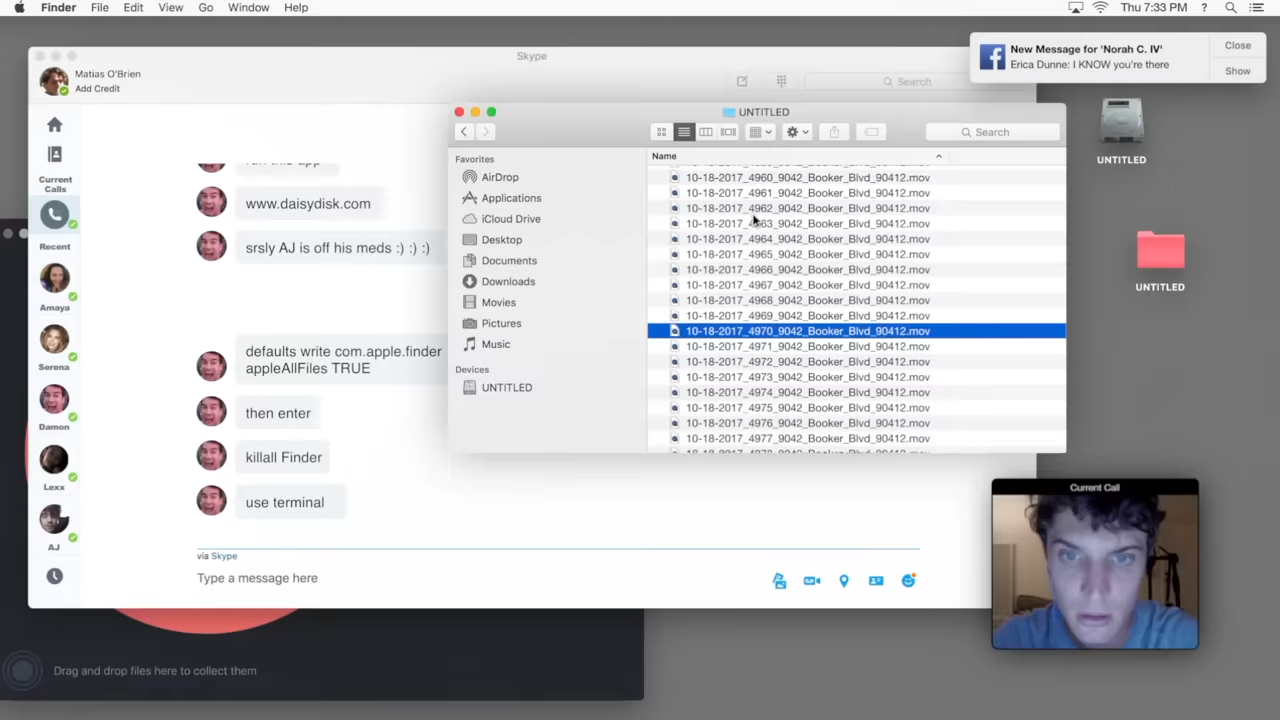 Finder File Edit View Go Window Help
Thu 7:33 PM ?
Skype
New Message for 'Norah C. IV'
Erica Dunne: I KNOW you're there
Close
Show
Matias O'Brien
Add Credit
Search
UNTITLED
Search
UNTITLED
UNTITLED
Current
Calls
Recent
Amaya
Serena
Damon
Lexx
AJ
run this app
www.daisydisk.com
srsly AJ is off his meds :) :) :)
defaults write com.apple.finder
appleAllFiles TRUE
then enter
killall Finder
use terminal
via Skype
Type a message here
Favorites
AirDrop
Applications
iCloud Drive
Desktop
Documents
Downloads
Movies
Pictures
Music
Devices
UNTITLED
Name
10-18-2017_4960_9042_Booker_Blvd_90412.mov
10-18-2017_4961_9042_Booker_Blvd_90412.mov
10-18-2017_4962_9042_Booker_Blvd_90412.mov
10-18-2017_4963_9042_Booker_Blvd_90412.mov
10-18-2017_4964_9042_Booker_Blvd_90412.mov
10-18-2017_4965_9042_Booker_Blvd_90412.mov
10-18-2017_4966_9042_Booker_Blvd_90412.mov
10-18-2017_4967_9042_Booker_Blvd_90412.mov
10-18-2017_4968_9042_Booker_Blvd_90412.mov
10-18-2017_4969_9042_Booker_Blvd_90412.mov
10-18-2017_4970_9042_Booker_Blvd_90412.mov
10-18-2017_4971_9042_Booker_Blvd_90412.mov
10-18-2017_4972_9042_Booker_Blvd_90412.mov
10-18-2017_4973_9042_Booker_Blvd_90412.mov
10-18-2017_4974_9042_Booker_Blvd_90412.mov
10-18-2017_4975_9042_Booker_Blvd_90412.mov
10-18-2017_4976_9042_Booker_Blvd_90412.mov
10-18-2017_4977_9042_Booker_Blvd_90412.mov
Current Call
Drag and drop files here to collect them